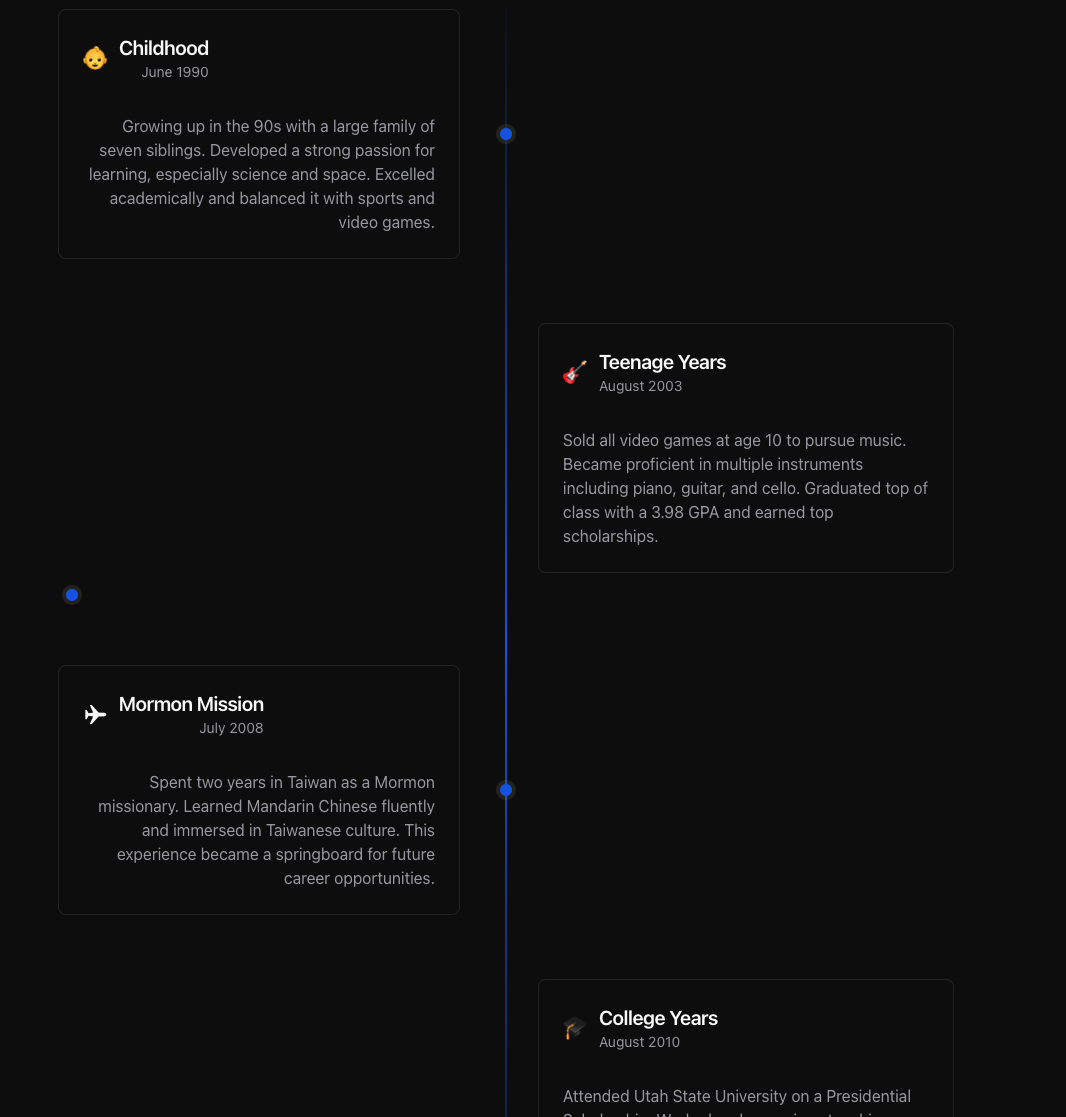 Childhood
June 1990
Growing up in the 90s with a large family of
seven siblings. Developed a strong passion for
learning, especially science and space. Excelled
academically and balanced it with sports and
video games.
Teenage Years
August 2003
Sold all video games at age 10 to pursue music.
Became proficient in multiple instruments
including piano, guitar, and cello. Graduated top of
class with a 3.98 GPA and earned top
scholarships.
Mormon Mission
July 2008
Spent two years in Taiwan as a Mormon
missionary. Learned Mandarin Chinese fluently
and immersed in Taiwanese culture. This
experience became a springboard for future
career opportunities.
College Years
August 2010
Attended Utah State University on a Presidential